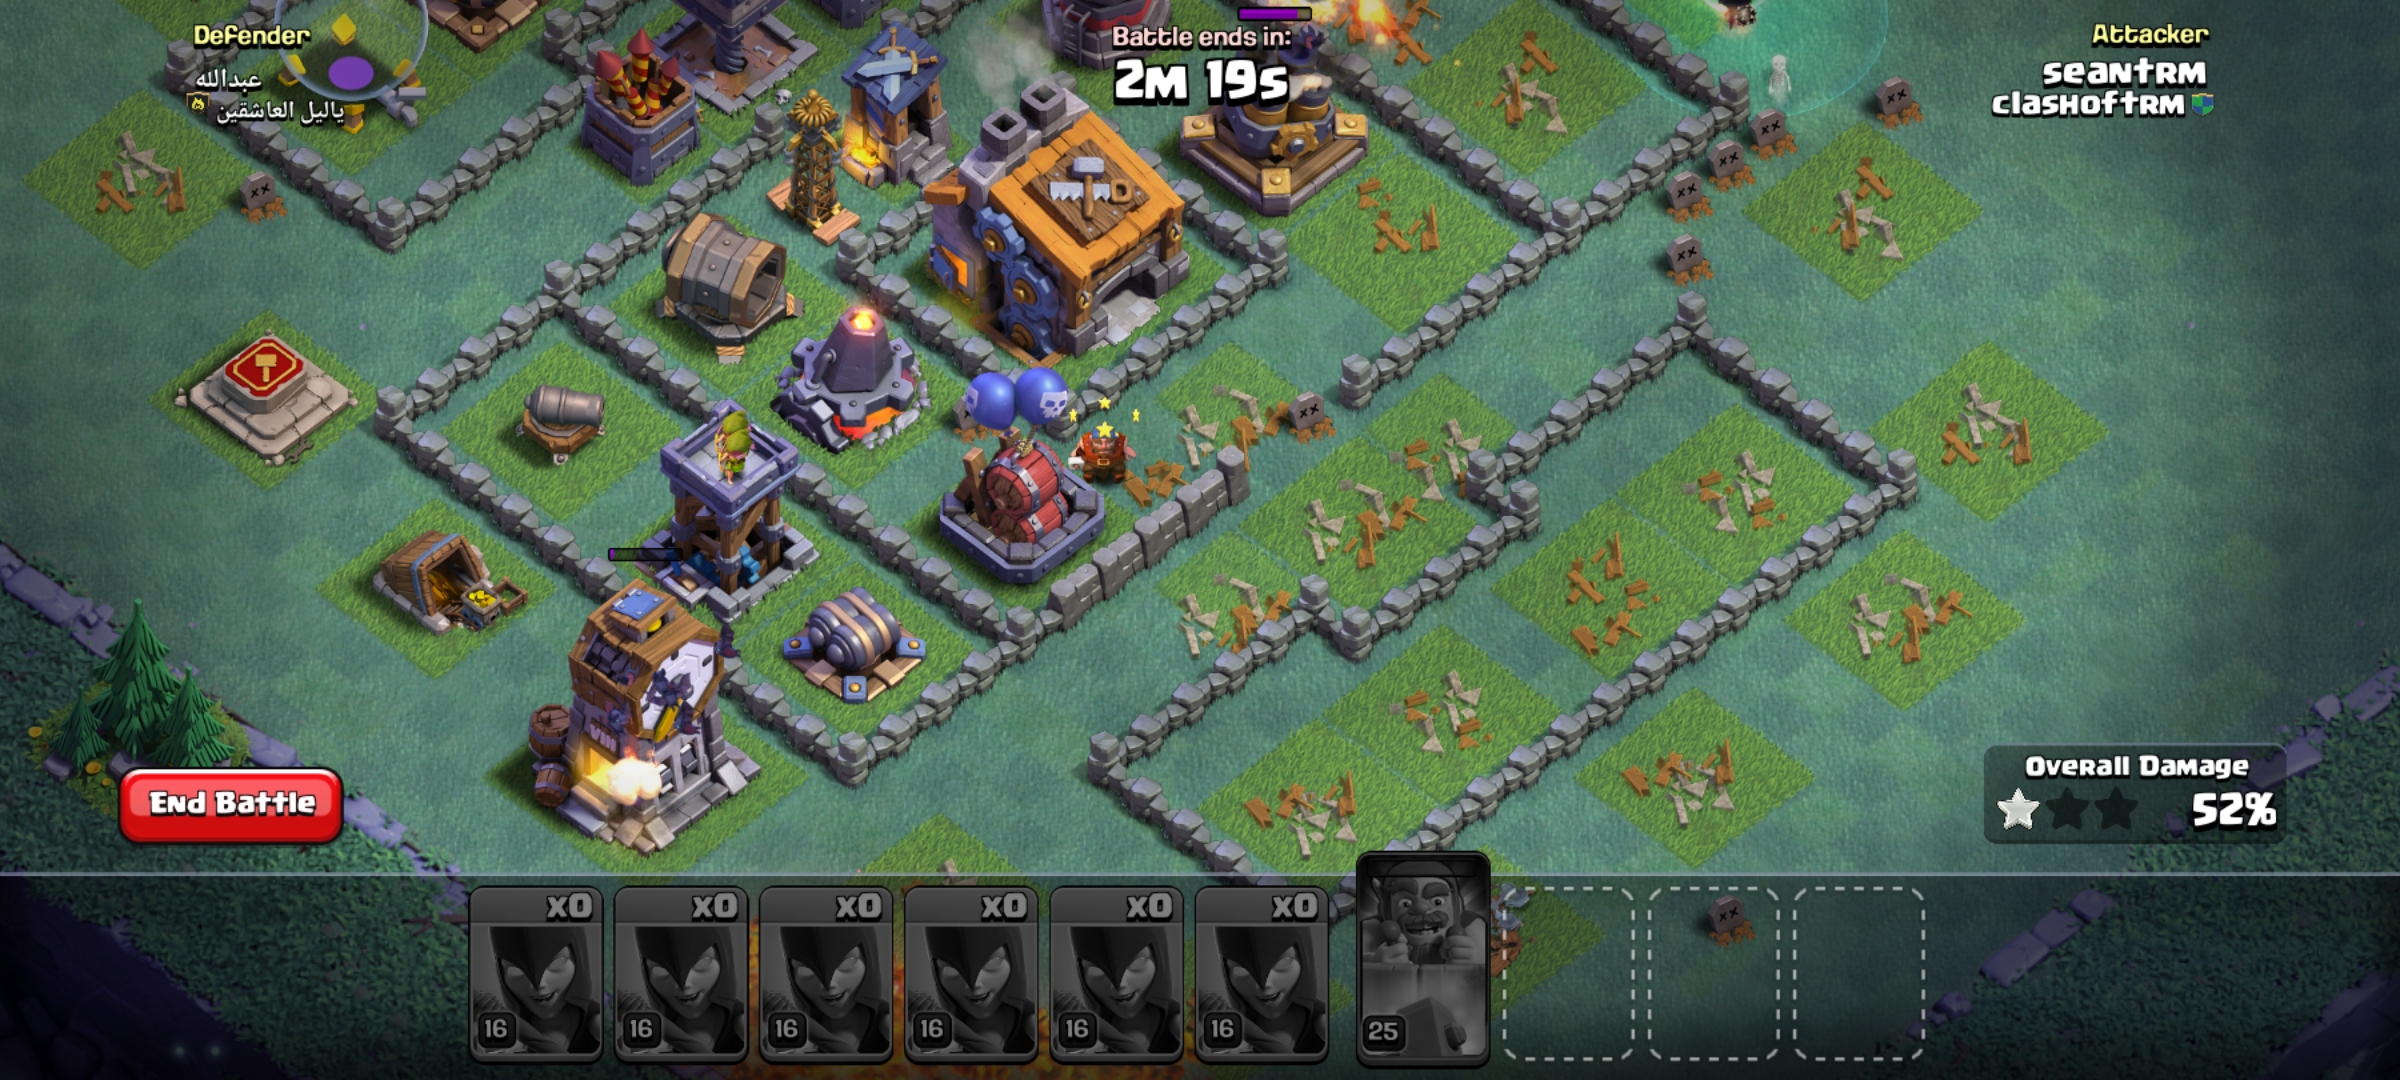 Defender
عبدالله
ياليل العاشقين
Battle ends in:
2M 19s
Attacker
seantRM
clashoftRM
VIII
End Battle
Overall Damage
52%
x0 x0 x0 x0 x0 x0
16 16 16 16 16 16 25